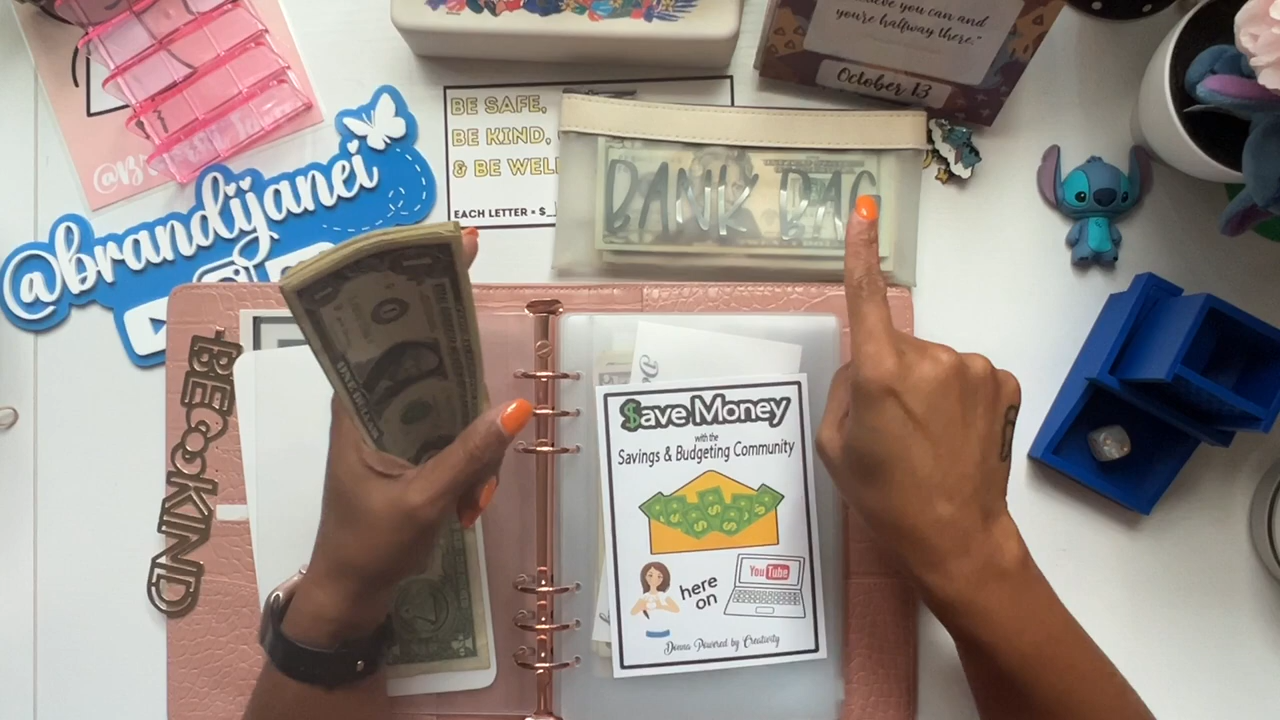 believe you can and
you're halfway there."
October 13
BE SAFE,
BE KIND,
& BE WELL
EACH LETTER = $_
BANK BAG
@brandijanei
BE KIND
$ave Money
with the
Savings & Budgeting Community
YouTube
here
on
Donna Powered by Creativity